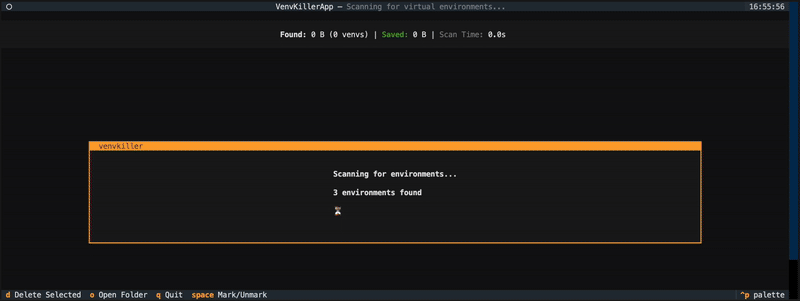 VenvKillerApp — Scanning for virtual environments... 16:55:56
Found: 0 B (0 venvs) | Saved: 0 B | Scan Time: 0.0s
venvkiller
Scanning for environments...
3 environments found
d Delete Selected o Open Folder q Quit space Mark/Unmark ^p palette